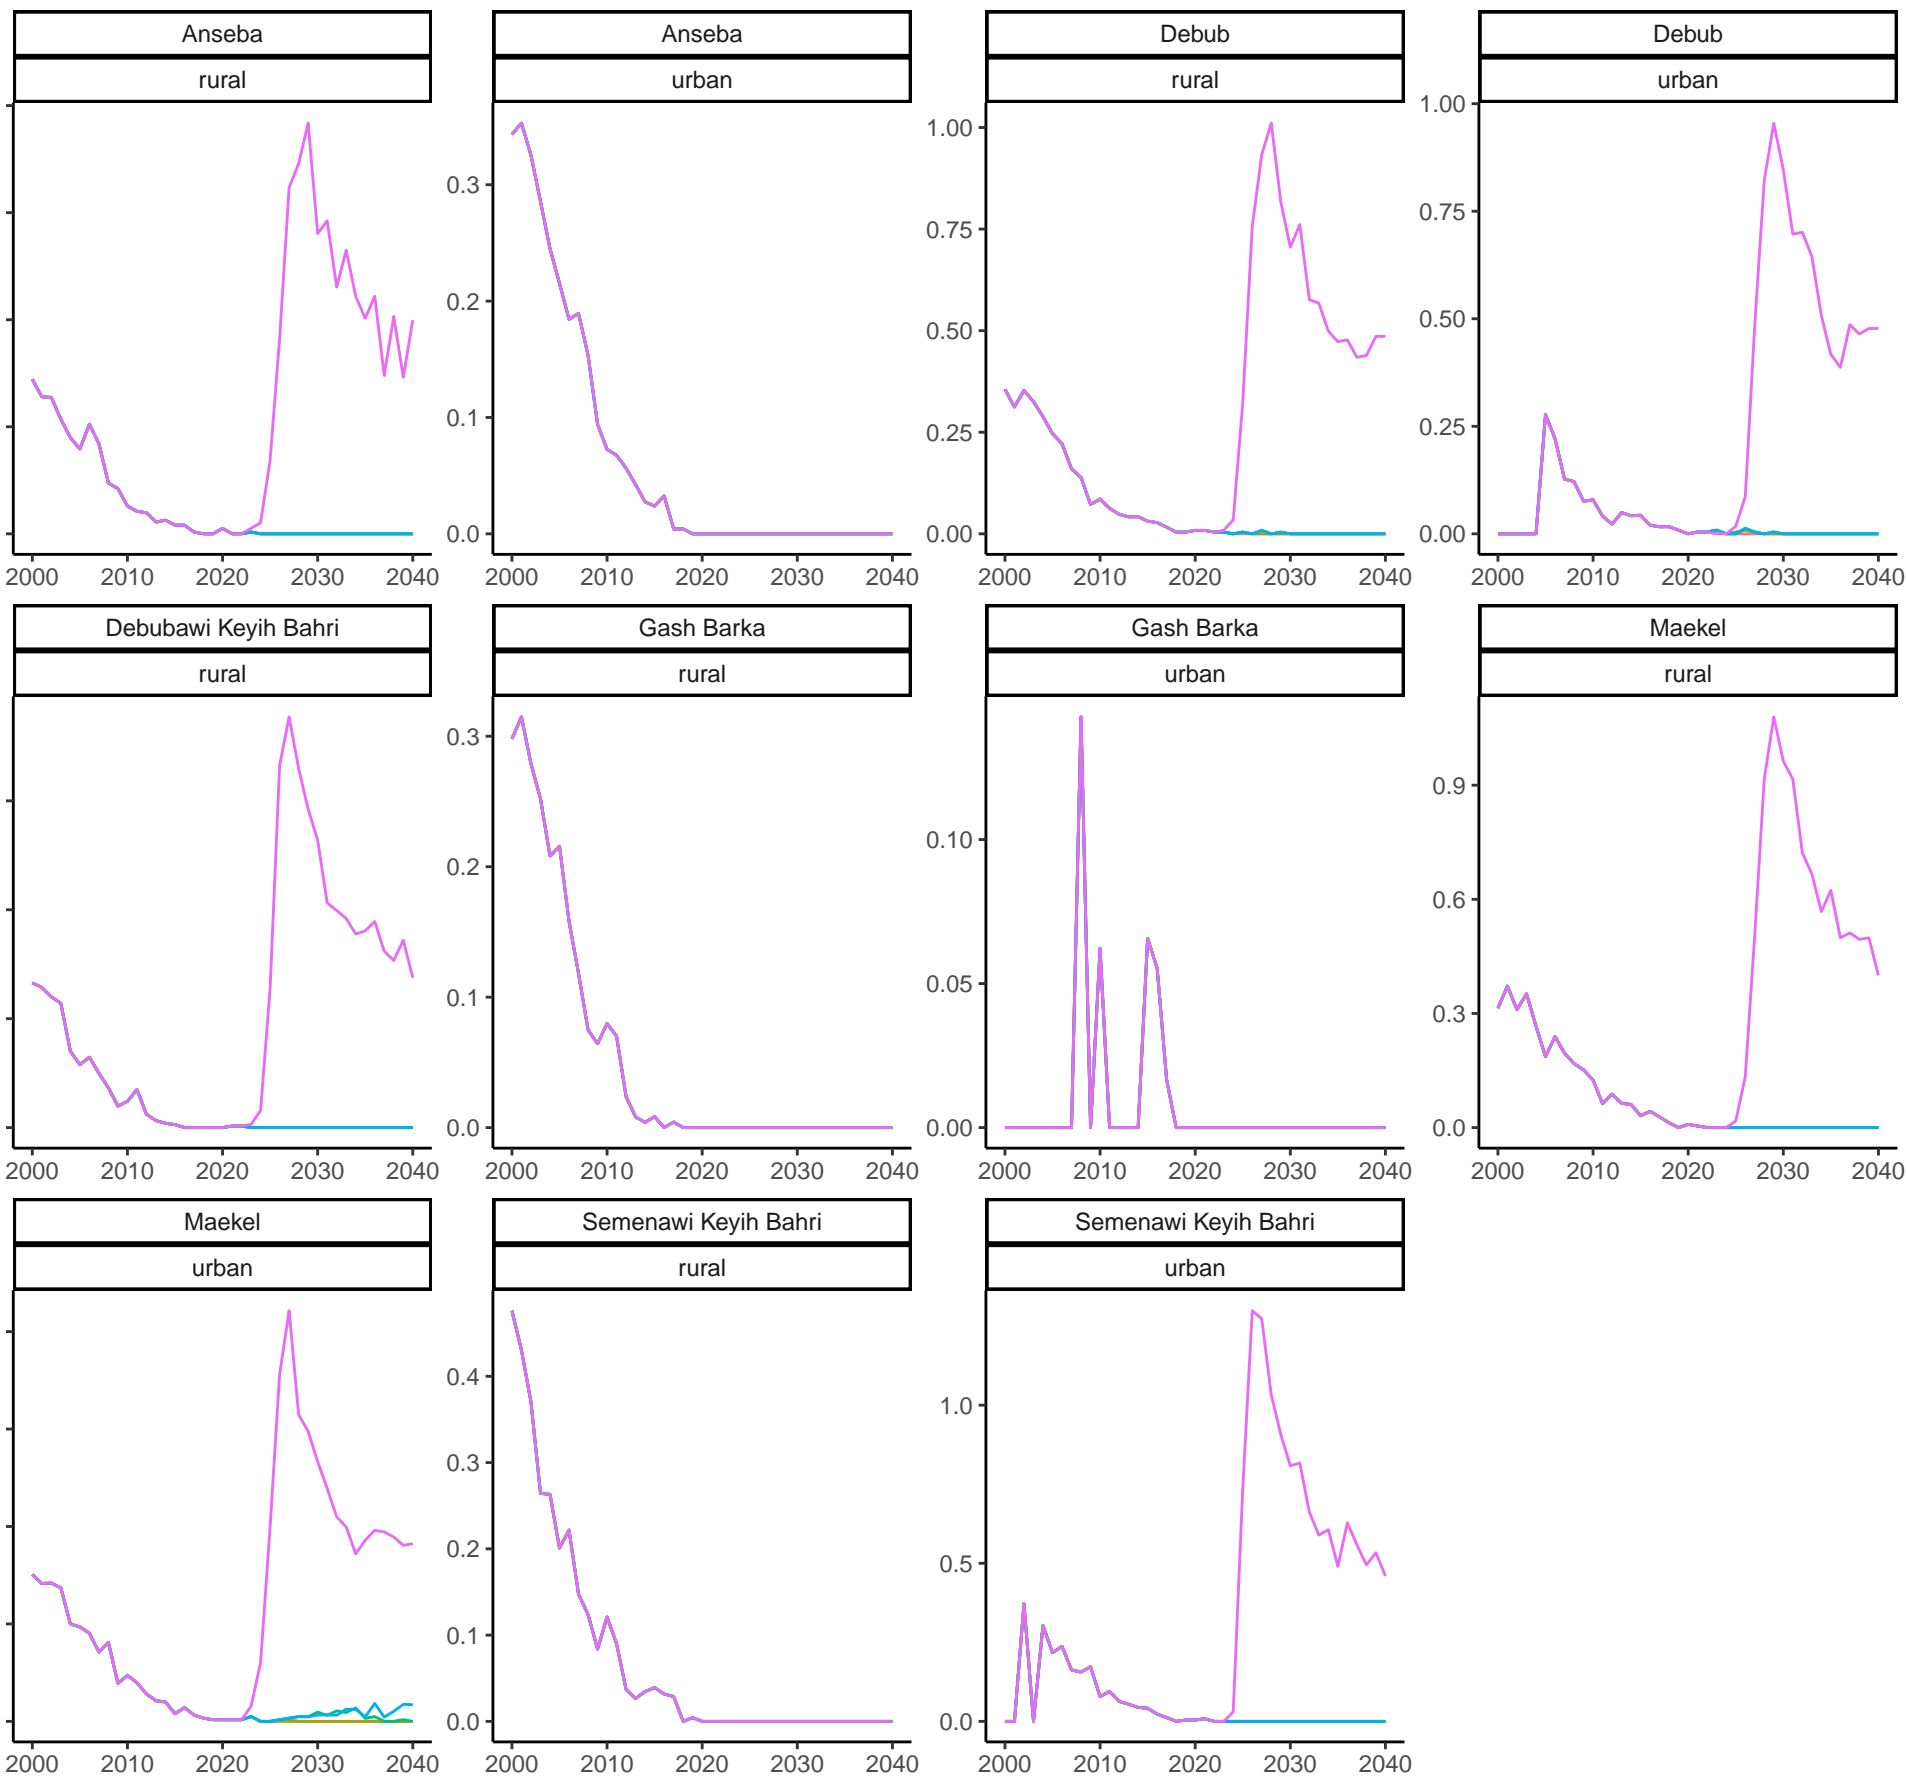 Anseba Anseba Debub Debub
rural urban rural urban
0.0 0.1 0.2 0.3
0.00 0.25 0.50 0.75 1.00
0.00 0.25 0.50 0.75 1.00
2000 2010 2020 2030 2040 2000 2010 2020 2030 2040 2000 2010 2020 2030 2040 2000 2010 2020 2030 2040
Debubawi Keyih Bahri Gash Barka Gash Barka Maekel
rural rural urban rural
0.0 0.1 0.2 0.3
0.00 0.05 0.10
0.0 0.3 0.6 0.9
2000 2010 2020 2030 2040 2000 2010 2020 2030 2040 2000 2010 2020 2030 2040 2000 2010 2020 2030 2040
Maekel Semenawi Keyih Bahri Semenawi Keyih Bahri
urban rural urban
0.0 0.1 0.2 0.3 0.4
0.0 0.5 1.0
2000 2010 2020 2030 2040 2000 2010 2020 2030 2040 2000 2010 2020 2030 2040